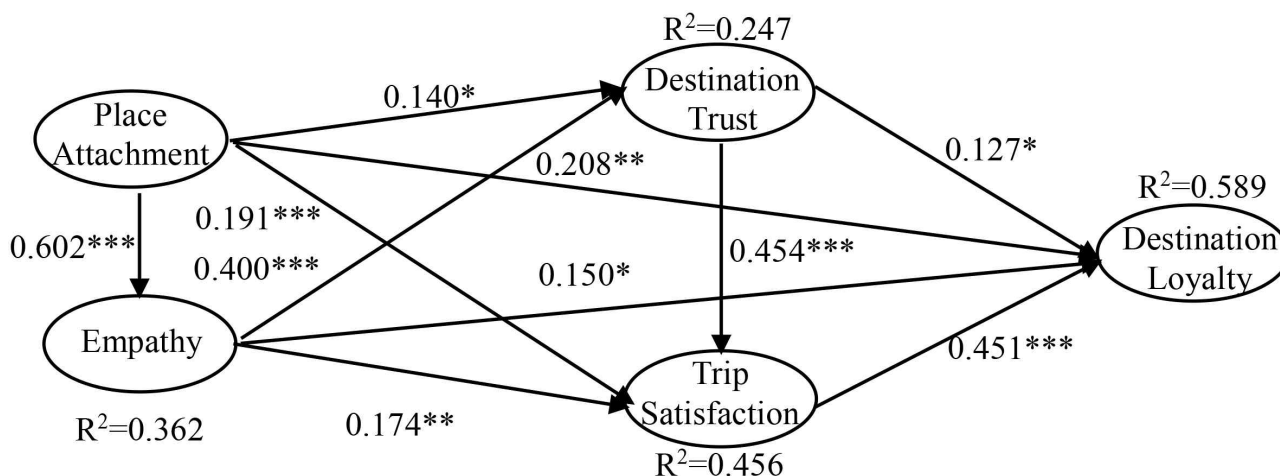 R²=0.247
Destination
Trust
0.140*
Place
Attachment
0.208**
0.127*
R²=0.589
0.191***
0.602***
0.454***
Destination
Loyalty
0.400***
0.150*
Empathy
0.451***
Trip
Satisfaction
R²=0.362
0.174**
R²=0.456